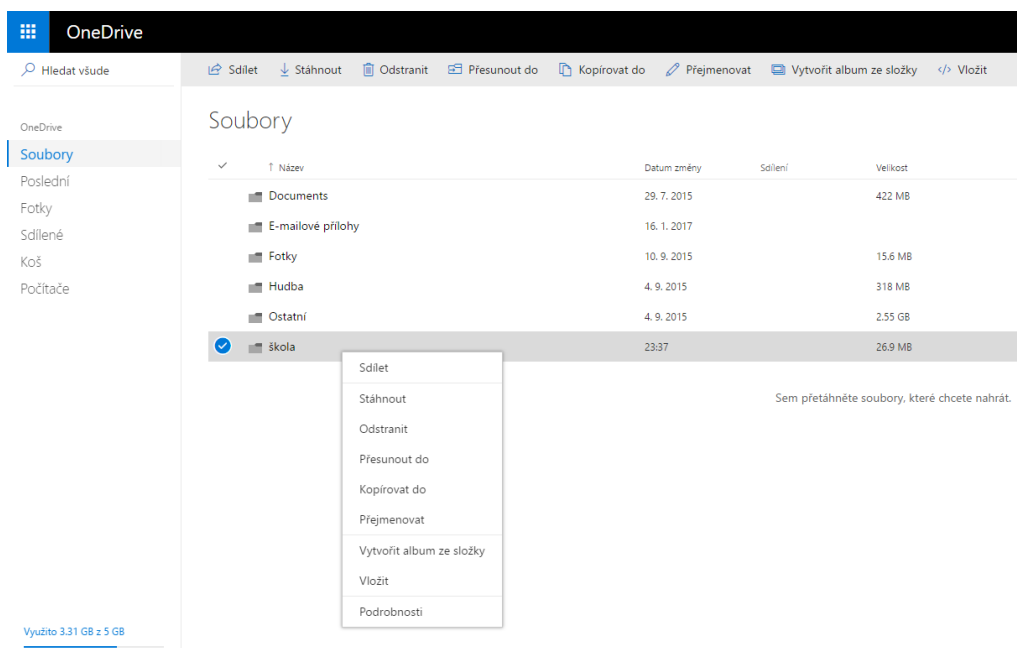 OneDrive
Hledat všude
Sdílet Stáhnout Odstranit Přesunout do Kopírovat do Přejmenovat Vytvořit album ze složky Vložit
OneDrive
Soubory
Poslední
Fotky
Sdílené
Koš
Počítače
Využito 3.31 GB z 5 GB
Soubory
Název Datum změny Sdílení Velikost
Documents 29. 7. 2015 422 MB
E-mailové přílohy 16. 1. 2017
Fotky 10. 9. 2015 15.6 MB
Hudba 4. 9. 2015 318 MB
Ostatní 4. 9. 2015 2.55 GB
škola 23:37 26.9 MB
Sdílet
Stáhnout
Odstranit
Přesunout do
Kopírovat do
Přejmenovat
Vytvořit album ze složky
Vložit
Podrobnosti
Sem přetáhněte soubory, které chcete nahrát.